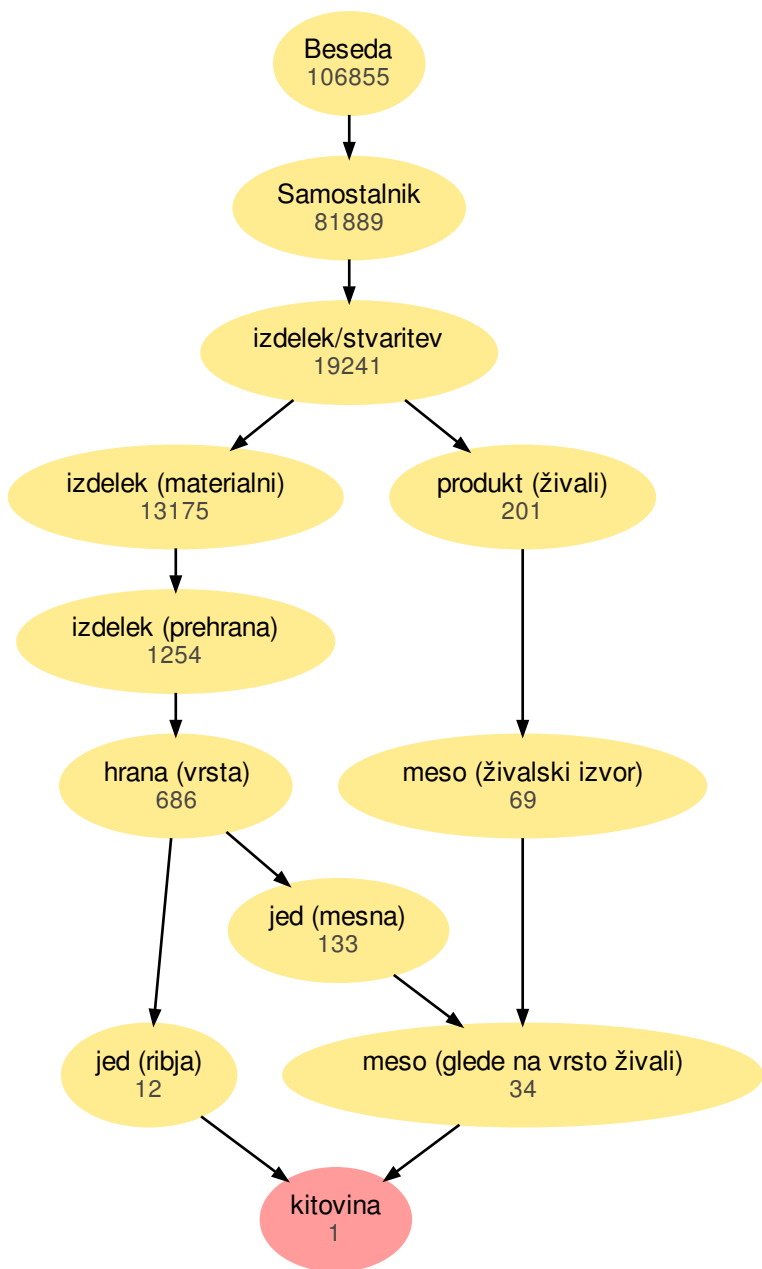 Beseda
106855
Samostalnik
81889
izdelek/stvaritev
19241
izdelek (materialni)
13175
produkt (živali)
201
izdelek (prehrana)
1254
hrana (vrsta)
686
meso (živalski izvor)
69
jed (mesna)
133
jed (ribja)
12
meso (glede na vrsto živali)
34
kitovina
1